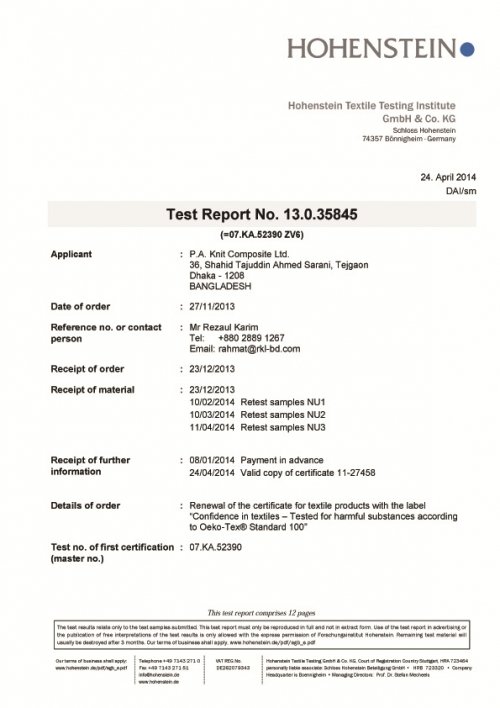 HOHENSTEIN
Hohenstein Textile Testing Institute
GmbH & Co. KG
Schloss Hohenstein
74357 Bönnigheim · Germany
24. April 2014
DAI/sm
Test Report No. 13.0.35845
(=07.KA.52390 ZV6)
Applicant : P.A. Knit Composite Ltd.
36, Shahid Tajuddin Ahmed Sarani, Tejgaon
Dhaka - 1208
BANGLADESH
Date of order : 27/11/2013
Reference no. or contact : Mr Rezaul Karim
person Tel: +880 2889 1267
Email: rahmat@rkl-bd.com
Receipt of order : 23/12/2013
Receipt of material : 23/12/2013
10/02/2014 Retest samples NU1
10/03/2014 Retest samples NU2
11/04/2014 Retest samples NU3
Receipt of further : 08/01/2014 Payment in advance
information 24/04/2014 Valid copy of certificate 11-27458
Details of order : Renewal of the certificate for textile products with the label
"Confidence in textiles – Tested for harmful substances according
to Oeko-Tex® Standard 100"
Test no. of first certification : 07.KA.52390
(master no.)
This test report comprises 12 pages
The test results relate only to the test samples submitted. This test report must only be reproduced in full and not in extract form. Use of the test report in advertising or
the publication of free interpretations of the test results is only allowed with the express permission of Forschungsinstitut Hohenstein. Remaining test material will
usually be destroyed after 3 months. Our terms of business shall apply. www.hohenstein.de/pdf/agb_e.pdf
Our terms of business shall apply: Telephone +49 7143 271 0 VAT REG No. Hohenstein Textile Testing GmbH & Co. KG, Court of Registration Country Stuttgart, HRA 723464
www.hohenstein.de/pdf/agb_e.pdf Fax +49 7143 271 51 DE262579343 personally liable associate: Schloss Hohenstein Beteiligung GmbH • HRB 723320 • Company
info@hohenstein.de Headquarter is Boennigheim • Managing Directors: Prof. Dr. Stefan Mecheels
www.hohenstein.de